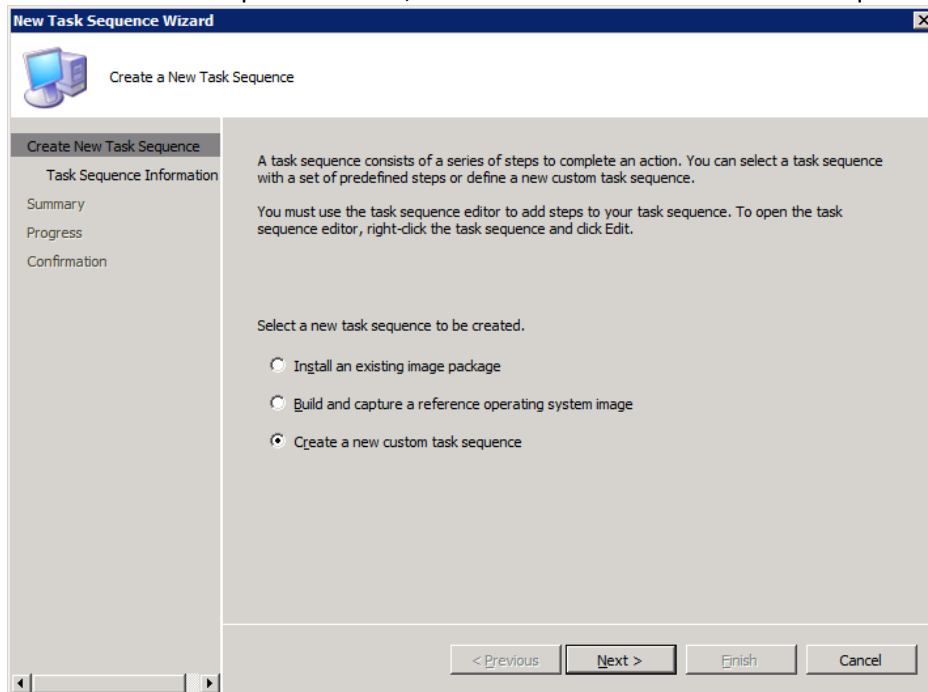 New Task Sequence Wizard
Create a New Task Sequence
Create New Task Sequence
Task Sequence Information
Summary
Progress
Confirmation
A task sequence consists of a series of steps to complete an action. You can select a task sequence
with a set of predefined steps or define a new custom task sequence.
You must use the task sequence editor to add steps to your task sequence. To open the task
sequence editor, right-click the task sequence and click Edit.
Select a new task sequence to be created.
Install an existing image package
Build and capture a reference operating system image
Create a new custom task sequence
< Previous
Next >
Finish
Cancel